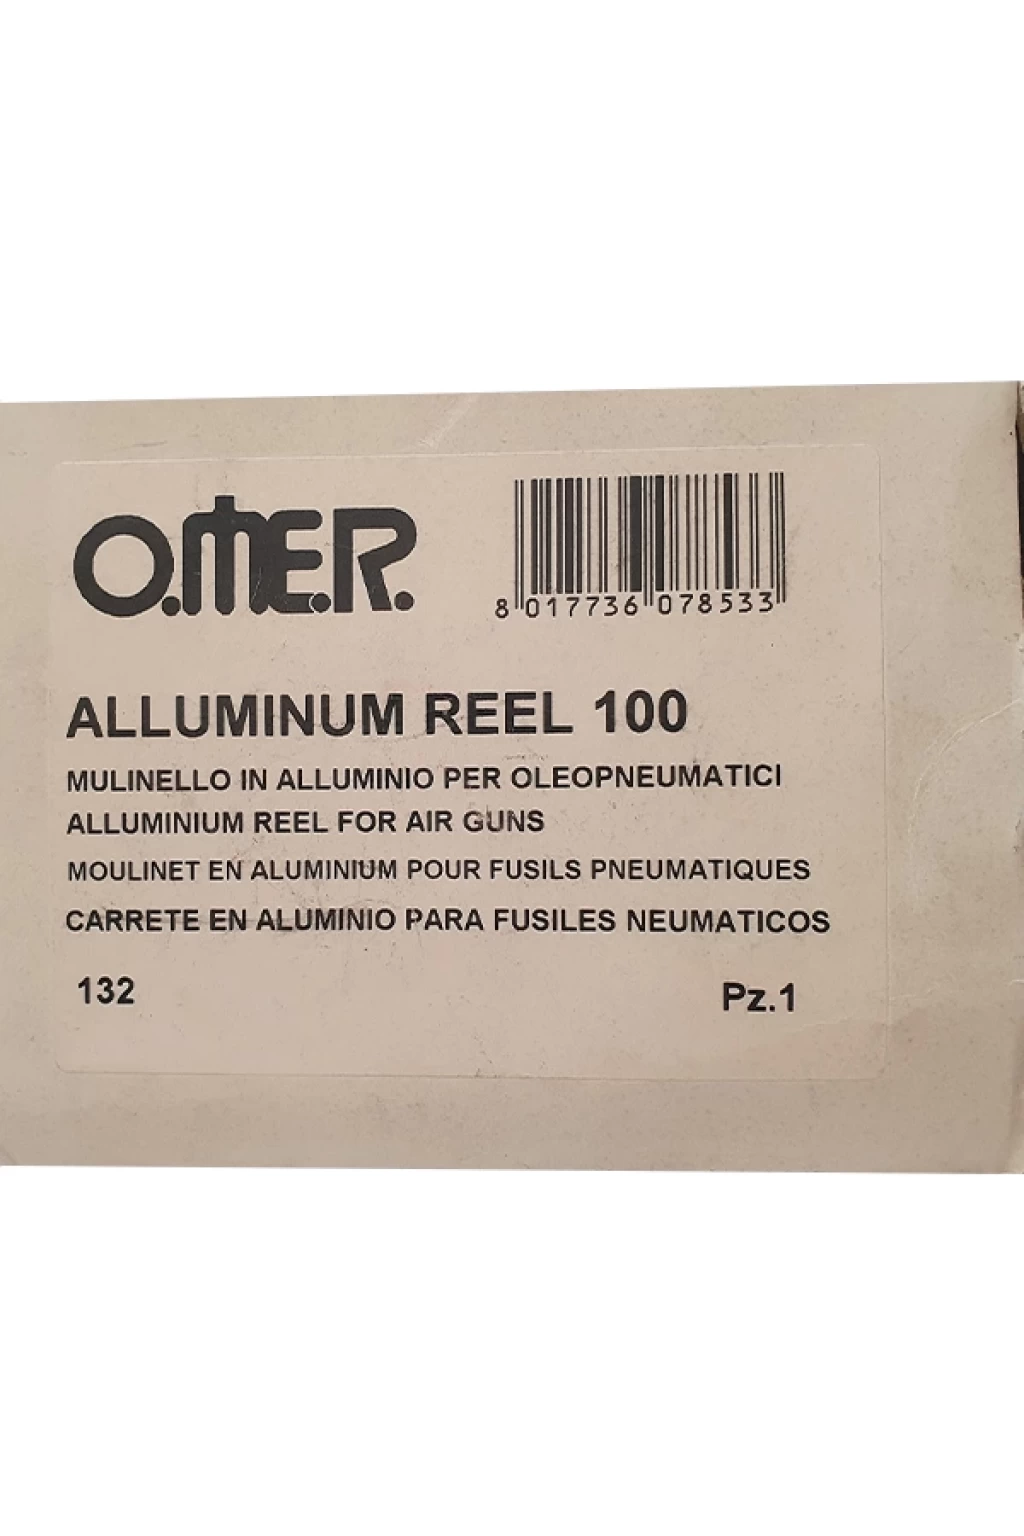 O.ME.R.
8 017736 078533
ALLUMINUM REEL 100
MULINELLO IN ALLUMINIO PER OLEOPNEUMATICI
ALLUMINIUM REEL FOR AIR GUNS
MOULINET EN ALUMINIUM POUR FUSILS PNEUMATIQUES
CARRETE EN ALUMINIO PARA FUSILES NEUMATICOS
132 Pz.1